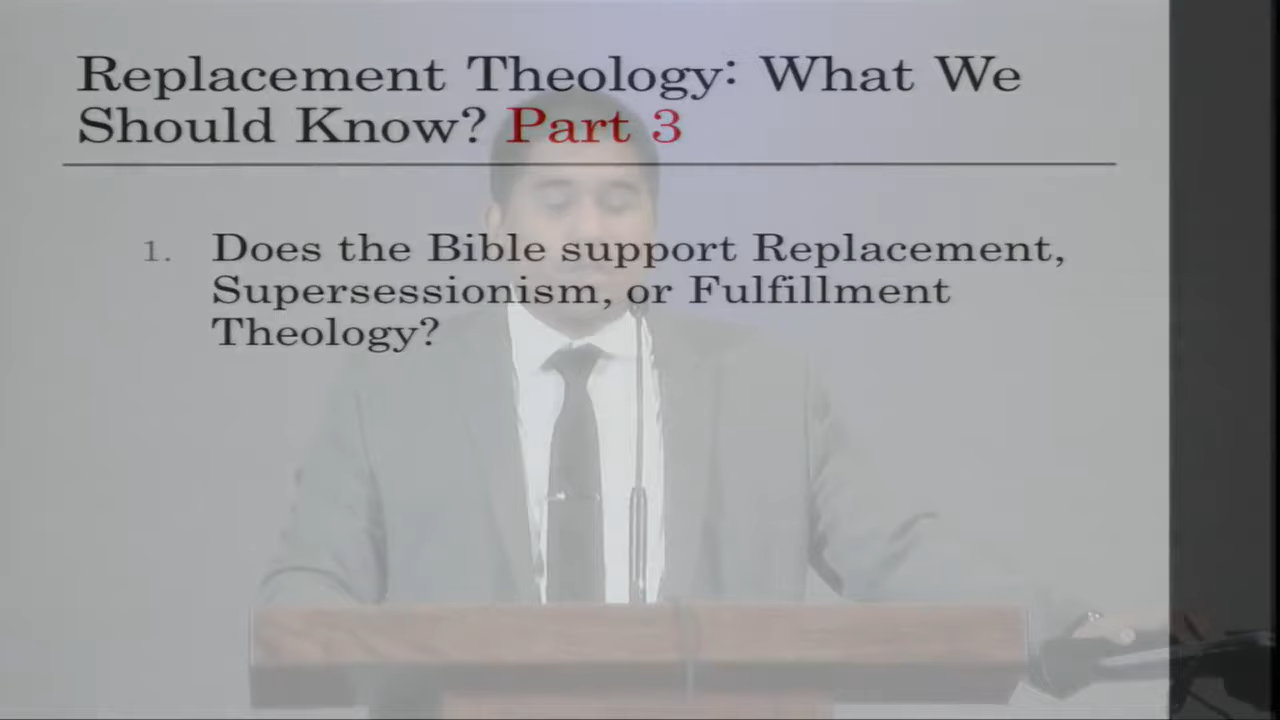 Replacement Theology: What We
Should Know? Part 3
1. Does the Bible support Replacement,
Supersessionism, or Fulfillment
Theology?